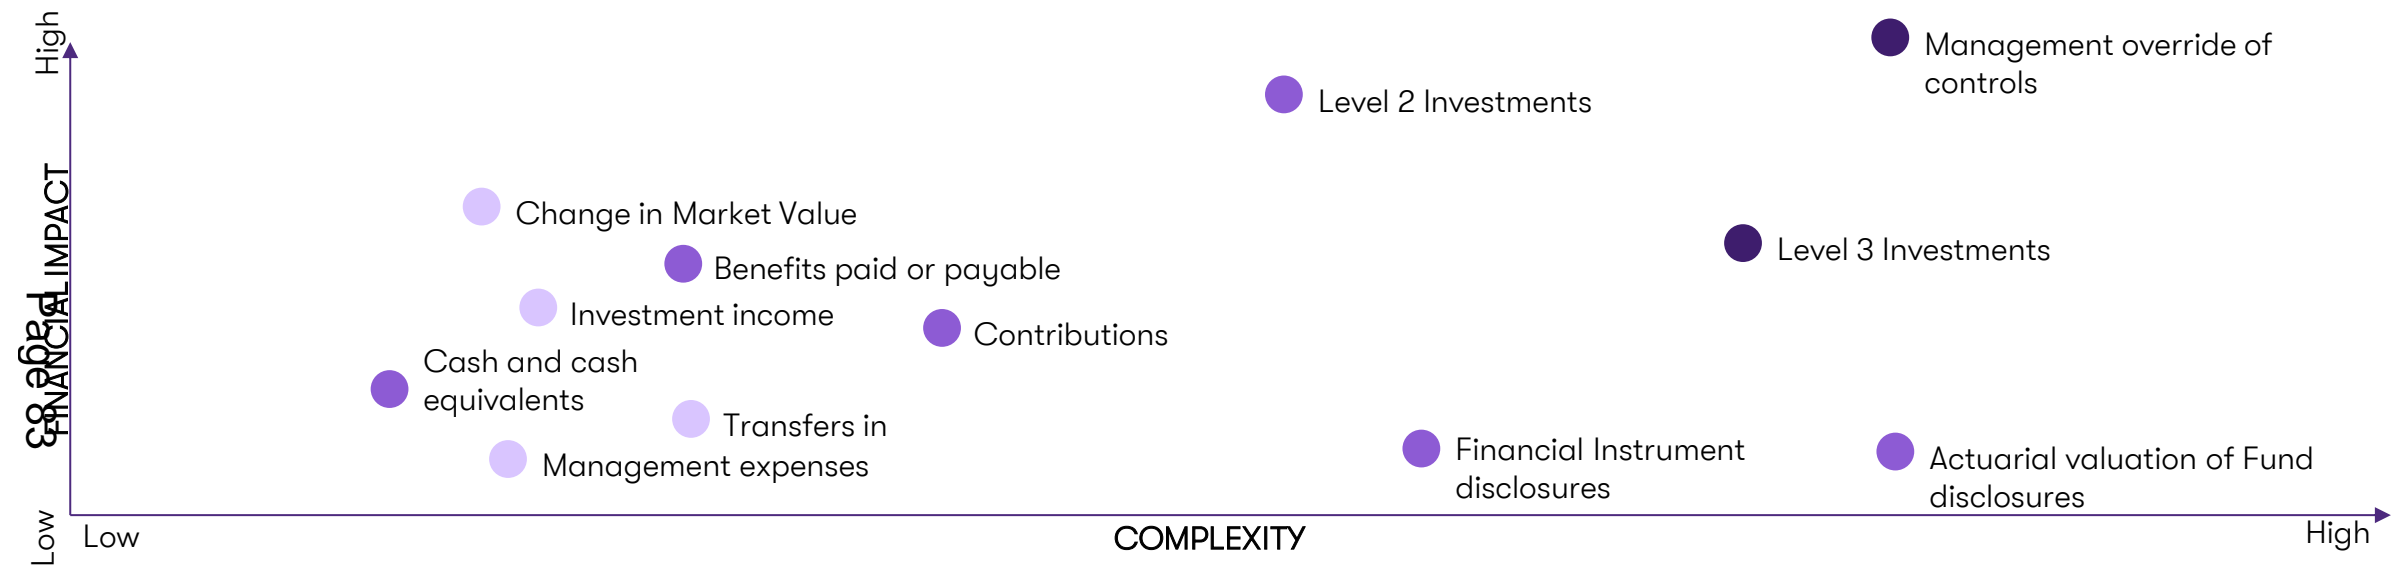 High
Management override of
controls
Level 2 Investments
Change in Market Value
Level 3 Investments
Benefits paid or payable
Investment income
Contributions
Cash and cash
equivalents
Transfers in
Management expenses
Financial Instrument
disclosures
Actuarial valuation of Fund
disclosures
FINANCIAL IMPACT
Page 83
Low
Low
COMPLEXITY
High